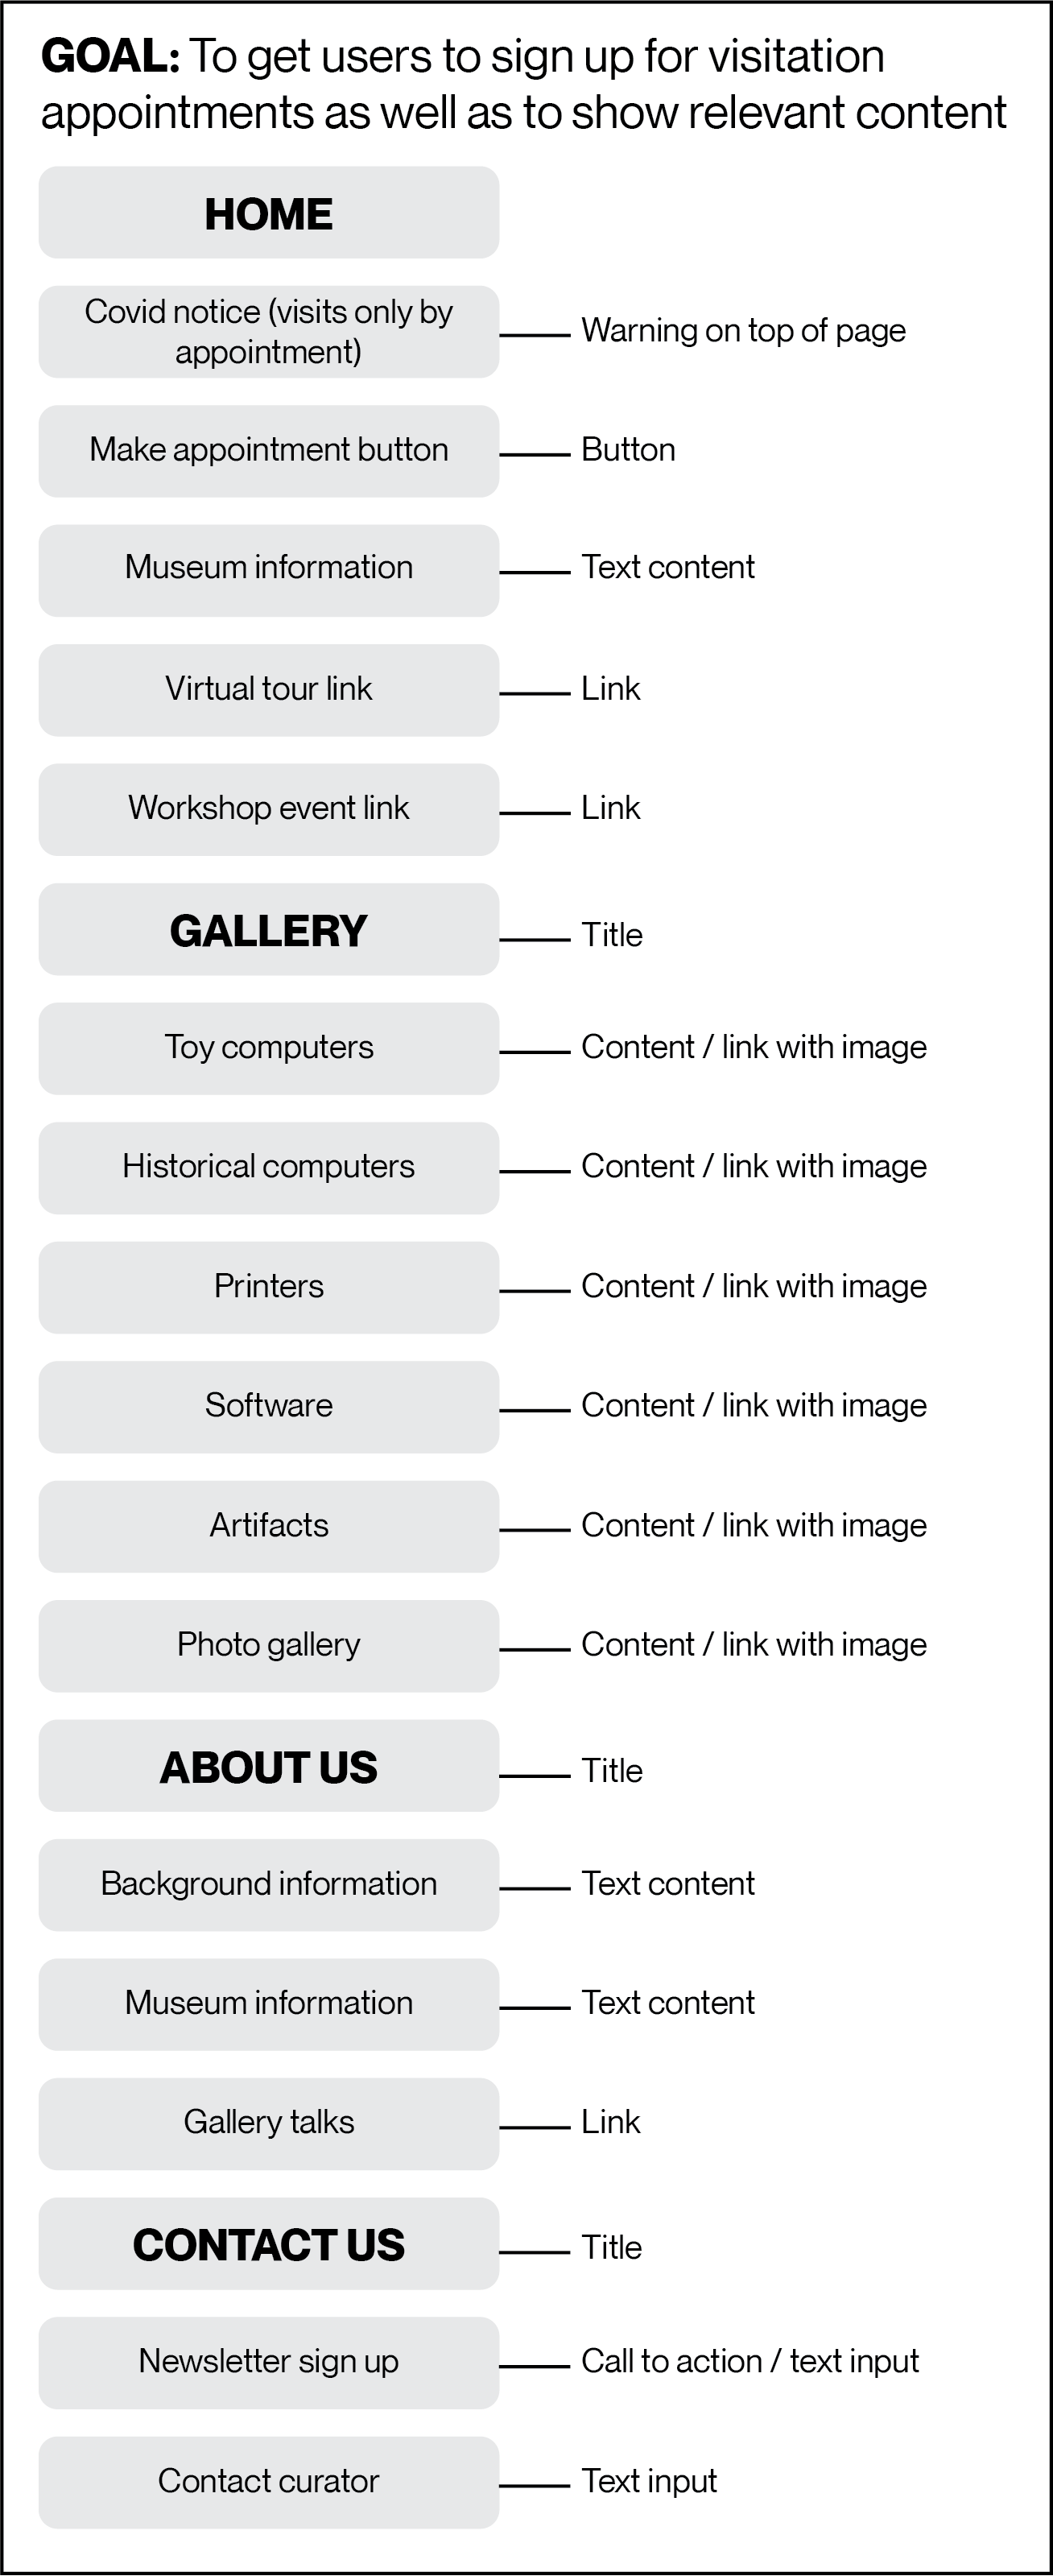 GOAL: To get users to sign up for visitation
appointments as well as to show relevant content
HOME
Covid notice (visits only by
appointment)
Warning on top of page
Make appointment button
Button
Museum information
Text content
Virtual tour link
Link
Workshop event link
Link
GALLERY
Title
Toy computers
Content / link with image
Historical computers
Content / link with image
Printers
Content / link with image
Software
Content / link with image
Artifacts
Content / link with image
Photo gallery
Content / link with image
ABOUT US
Title
Background information
Text content
Museum information
Text content
Gallery talks
Link
CONTACT US
Title
Newsletter sign up
Call to action / text input
Contact curator
Text input